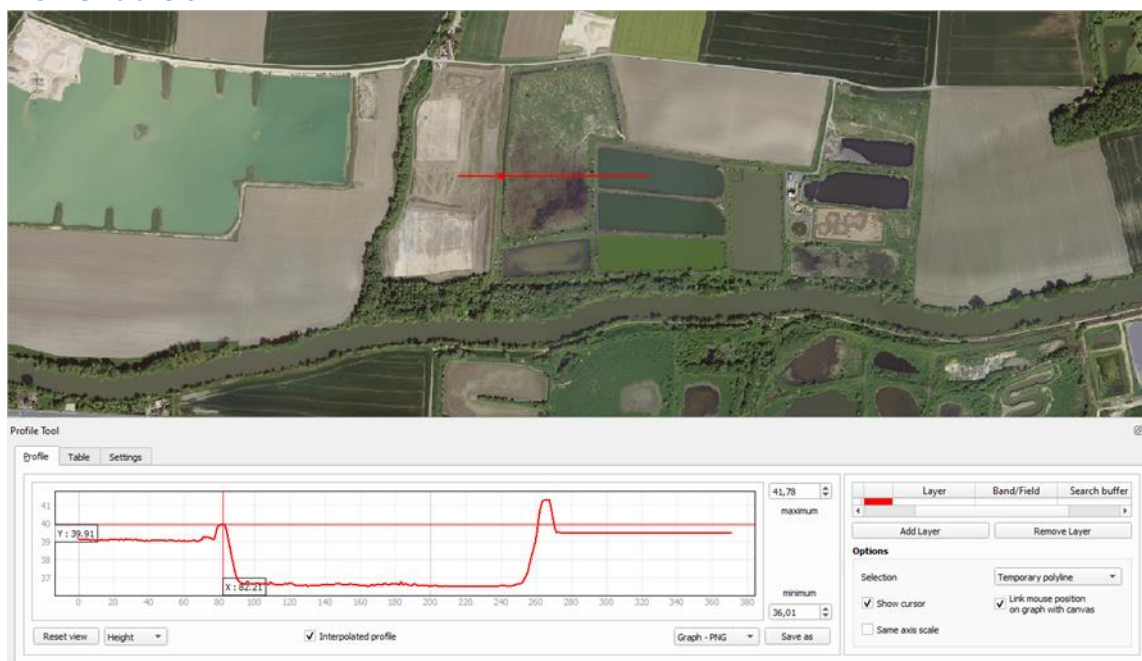 Profile Tool
Profile Table Settings
41
40
39
38
37
Y : 39.91
X : 82.21
0 20 40 60 80 100 120 140 160 180 200 220 240 260 280 300 320 340 360 380
41,78
maximum
minimum
36,01
Reset view Height Interpolated profile Graph - PNG Save as
Layer Band/Field Search buffer
Add Layer Remove Layer
Options
Selection Temporary polyline
Show cursor Link mouse position
on graph with canvas
Same axis scale